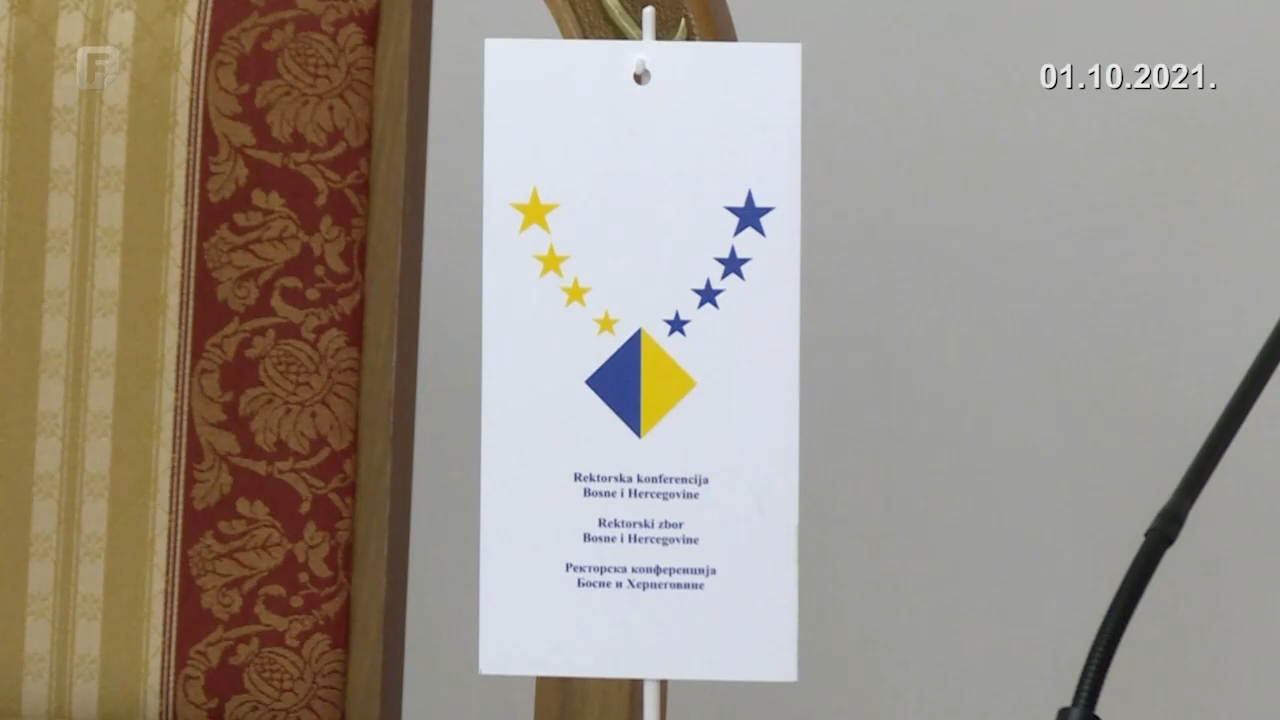 F
01.10.2021.
Rektorska konferencija
Bosne i Hercegovine
Rektorski zbor
Bosne i Hercegovine
Ректорска конференција
Босне и Херцеговине